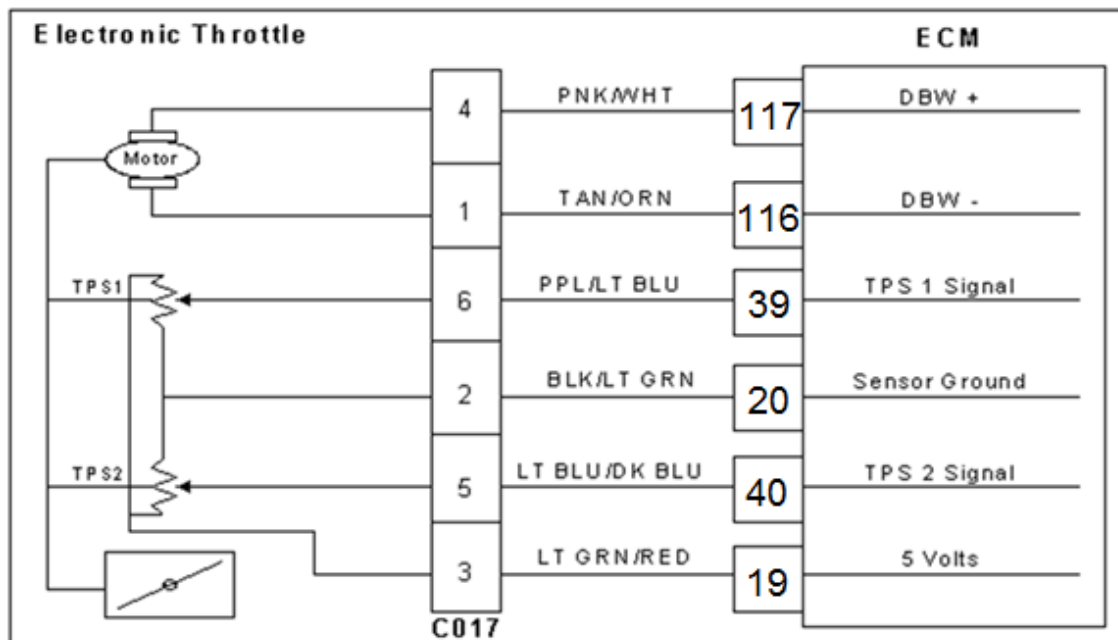 Electronic Throttle
ECM
4 PNK/WHT 117 DBW +
Motor
1 TAN/ORN 116 DBW -
TPS1 6 PPL/LT BLU 39 TPS 1 Signal
2 BLK/LT GRN 20 Sensor Ground
TPS2 5 LT BLU/DK BLU 40 TPS 2 Signal
3 LT GRN/RED 19 5 Volts
C017